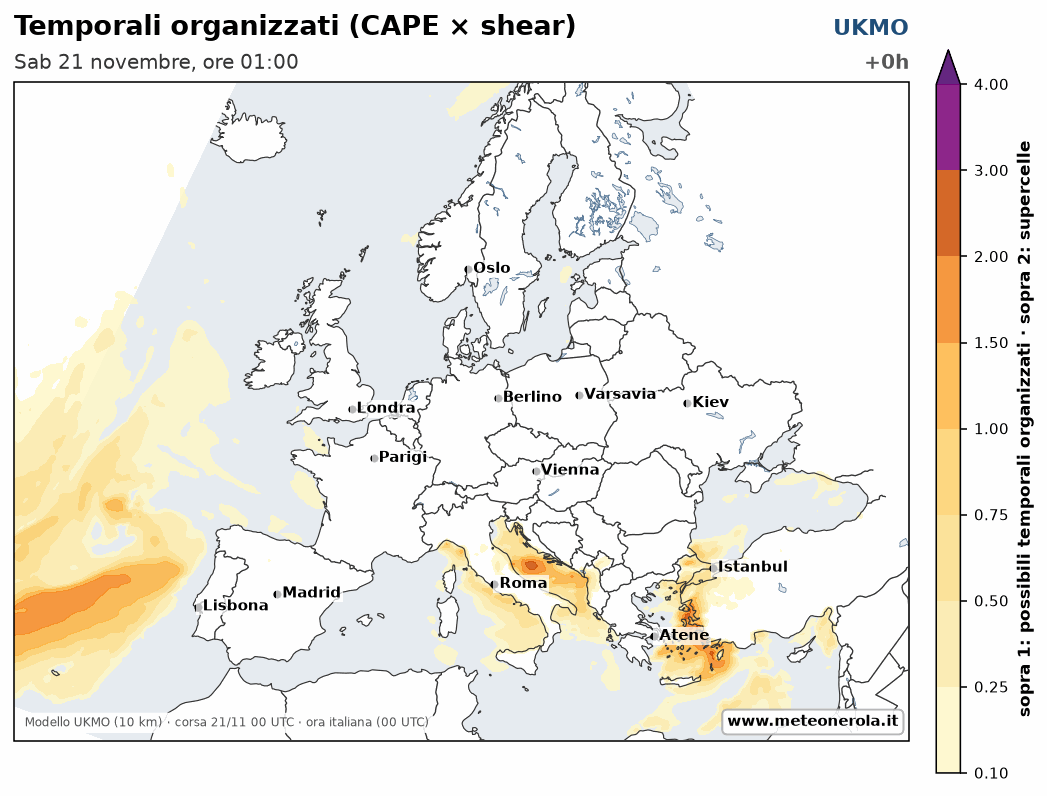 Temporali organizzati (CAPE × shear)
UKMO
Sab 21 novembre, ore 01:00
+0h
4.00
3.00
2.00
1.50
1.00
0.75
0.50
0.25
0.10
sopra 1: possibili temporali organizzati · sopra 2: supercelle
Oslo
Berlino
Varsavia
Kiev
Londra
Parigi
Vienna
Istanbul
Roma
Madrid
Lisbona
Atene
Modello UKMO (10 km) · corsa 21/11 00 UTC · ora italiana (00 UTC)
www.meteonerola.it